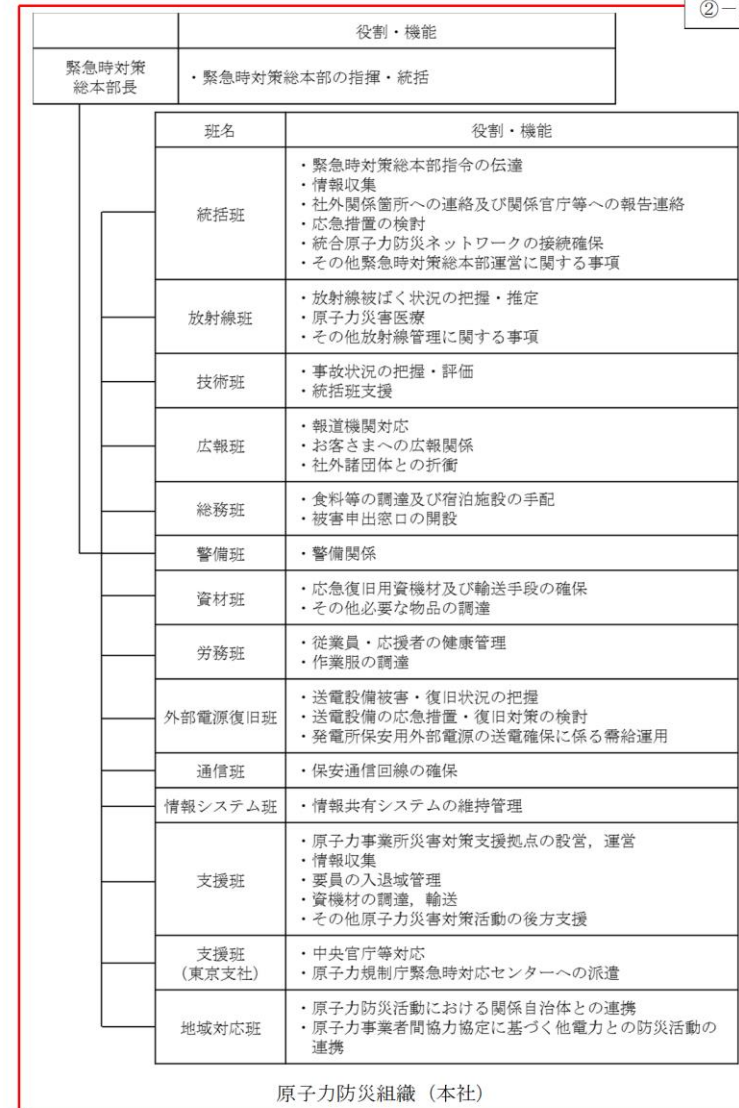 ②－
役割・機能
緊急時対策
総本部長
・緊急時対策総本部の指揮・統括
班名
役割・機能
統括班
・緊急時対策総本部指令の伝達
・情報収集
・社外関係箇所への連絡及び関係官庁等への報告連絡
・応急措置の検討
・統合原子力防災ネットワークの接続確保
・その他緊急時対策総本部運営に関する事項
放射線班
・放射線被ばく状況の把握・推定
・原子力災害医療
・その他放射線管理に関する事項
技術班
・事故状況の把握・評価
・統括班支援
広報班
・報道機関対応
・お客さまへの広報関係
・社外諸団体との折衝
総務班
・食料等の調達及び宿泊施設の手配
・被害申出窓口の開設
警備班
・警備関係
資材班
・応急復旧用資機材及び輸送手段の確保
・その他必要な物品の調達
労務班
・従業員・応援者の健康管理
・作業服の調達
外部電源復旧班
・送電設備被害・復旧状況の把握
・送電設備の応急措置・復旧対策の検討
・発電所保安用外部電源の送電確保に係る需給運用
通信班
・保安通信回線の確保
情報システム班
・情報共有システムの維持管理
支援班
・原子力事業所災害対策支援拠点の設営，運営
・情報収集
・要員の入退域管理
・資機材の調達，輸送
・その他原子力災害対策活動の後方支援
支援班
（東京支社）
・中央官庁等対応
・原子力規制庁緊急時対応センターへの派遣
地域対応班
・原子力防災活動における関係自治体との連携
・原子力事業者間協力協定に基づく他電力との防災活動の
連携
原子力防災組織（本社）